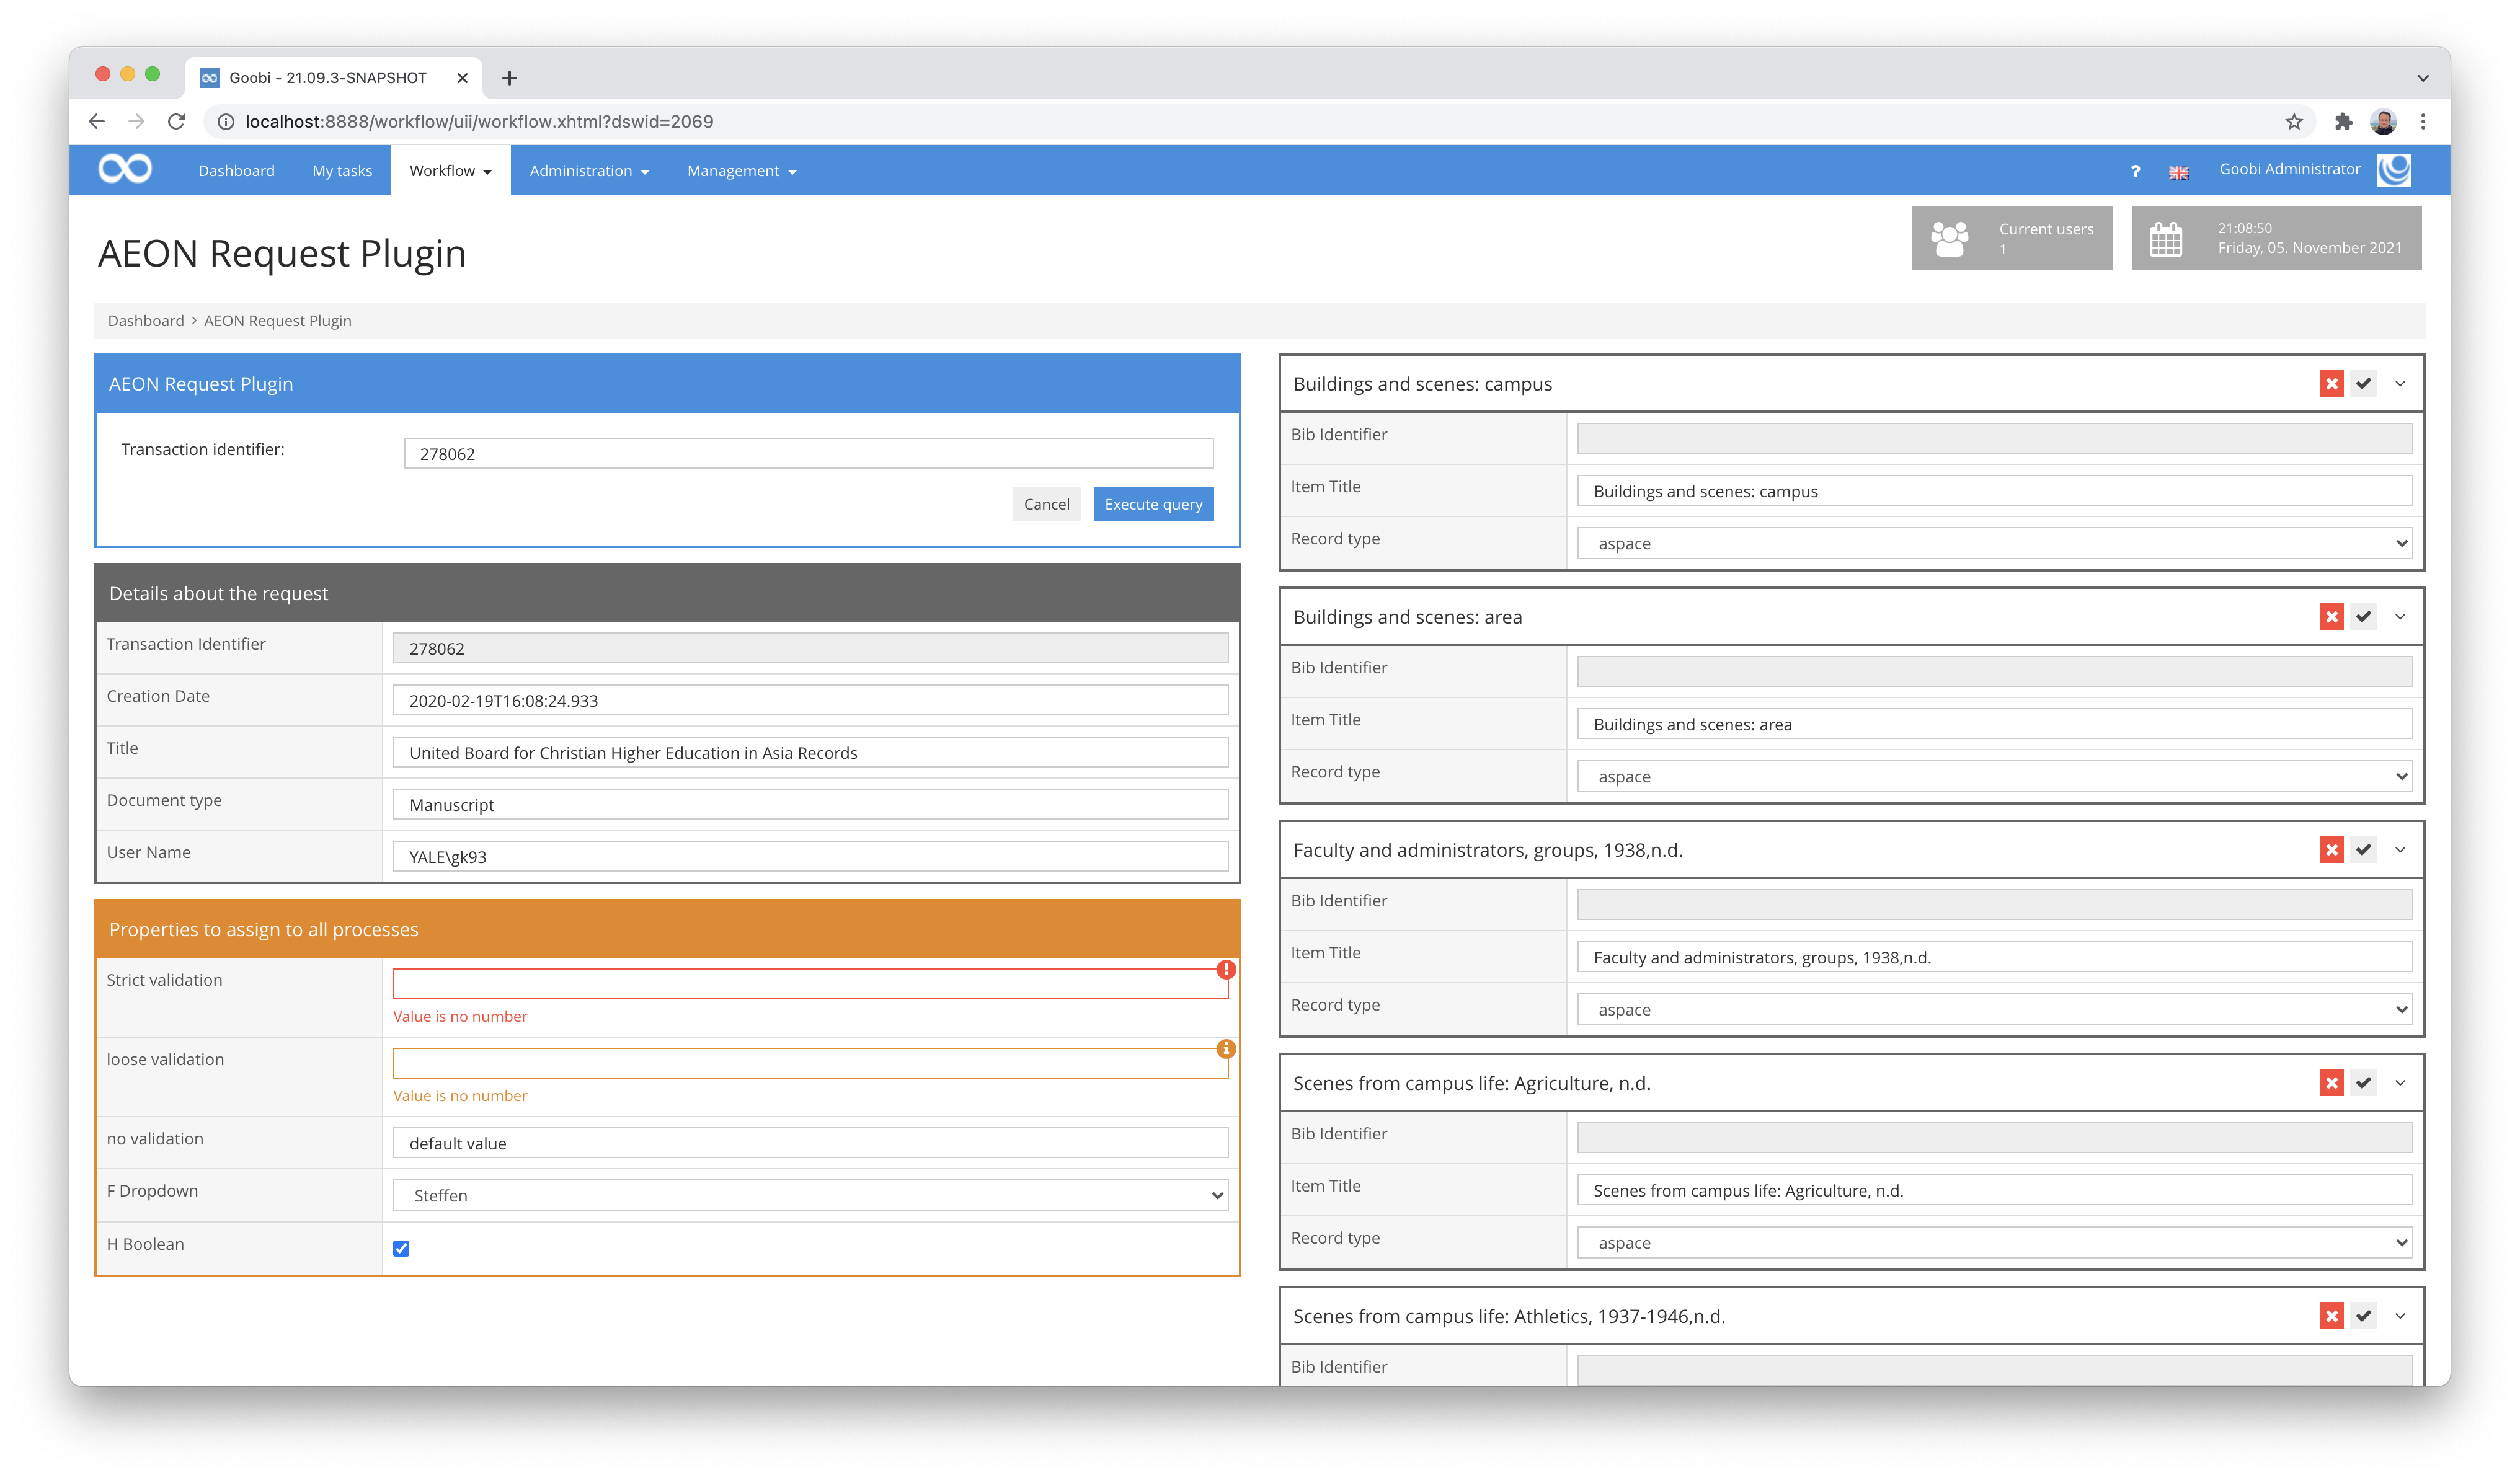 Goobi - 21.09.3-SNAPSHOT
localhost:8888/workflow/uii/workflow.xhtml?dswid=2069
Dashboard My tasks Workflow Administration Management ? Goobi Administrator
AEON Request Plugin
Current users
1
21:08:50
Friday, 05. November 2021
Dashboard › AEON Request Plugin
AEON Request Plugin
Transaction identifier: 278062
Cancel Execute query
Details about the request
Transaction Identifier 278062
Creation Date 2020-02-19T16:08:24.933
Title United Board for Christian Higher Education in Asia Records
Document type Manuscript
User Name YALE\gk93
Properties to assign to all processes
Strict validation
Value is no number
loose validation
Value is no number
no validation default value
F Dropdown Steffen
H Boolean
Buildings and scenes: campus
Bib Identifier
Item Title Buildings and scenes: campus
Record type aspace
Buildings and scenes: area
Bib Identifier
Item Title Buildings and scenes: area
Record type aspace
Faculty and administrators, groups, 1938,n.d.
Bib Identifier
Item Title Faculty and administrators, groups, 1938,n.d.
Record type aspace
Scenes from campus life: Agriculture, n.d.
Bib Identifier
Item Title Scenes from campus life: Agriculture, n.d.
Record type aspace
Scenes from campus life: Athletics, 1937-1946,n.d.
Bib Identifier